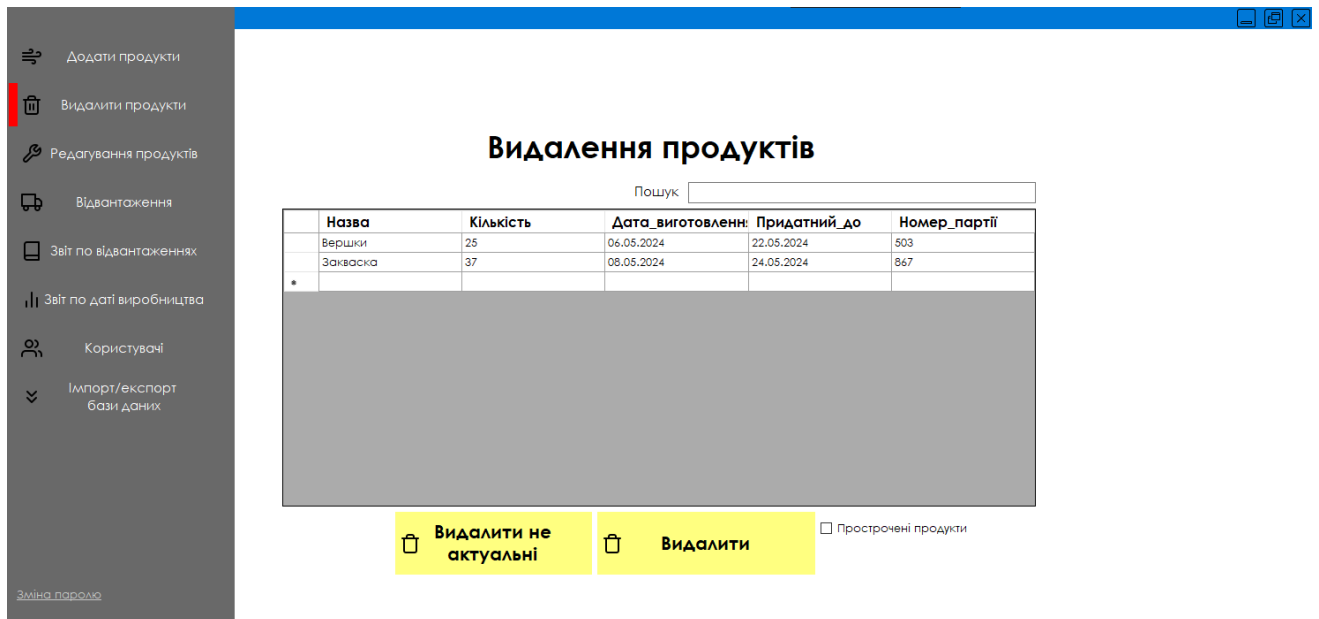 Додати продукти
Видалити продукти
Редагування продуктів
Відвантаження
Звіт по відвантаженнях
Звіт по даті виробництва
Користувачі
Імпорт/експорт
бази даних
Зміна паролю
Видалення продуктів
Пошук
Назва Кількість Дата_виготовленн Придатний_до Номер_партії
Вершки 25 06.05.2024 22.05.2024 503
Закваска 37 08.05.2024 24.05.2024 867
*
Видалити не
актуальні
Видалити
Прострочені продукти